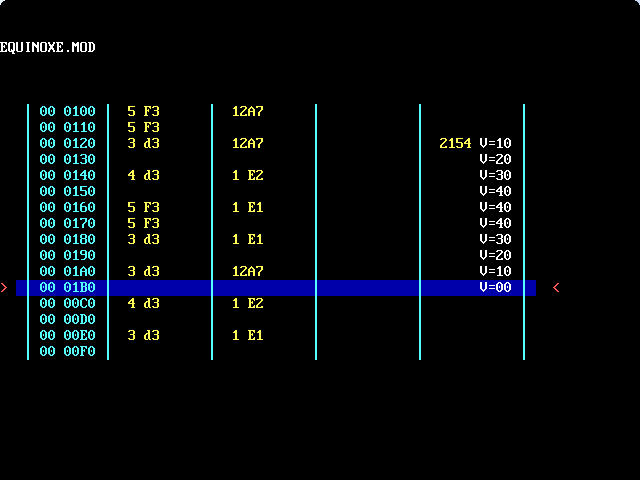 EQUINOXE.MOD
00 0100 5 F3 12A7
00 0110 5 F3
00 0120 3 d3 12A7 2154 V=10
00 0130 V=20
00 0140 4 d3 1 E2 V=30
00 0150 V=40
00 0160 5 F3 1 E1 V=40
00 0170 5 F3 V=40
00 0180 3 d3 1 E1 V=30
00 0190 V=20
00 01A0 3 d3 12A7 V=10
> 00 01B0 V=00 <
00 00C0 4 d3 1 E2
00 00D0
00 00E0 3 d3 1 E1
00 00F0